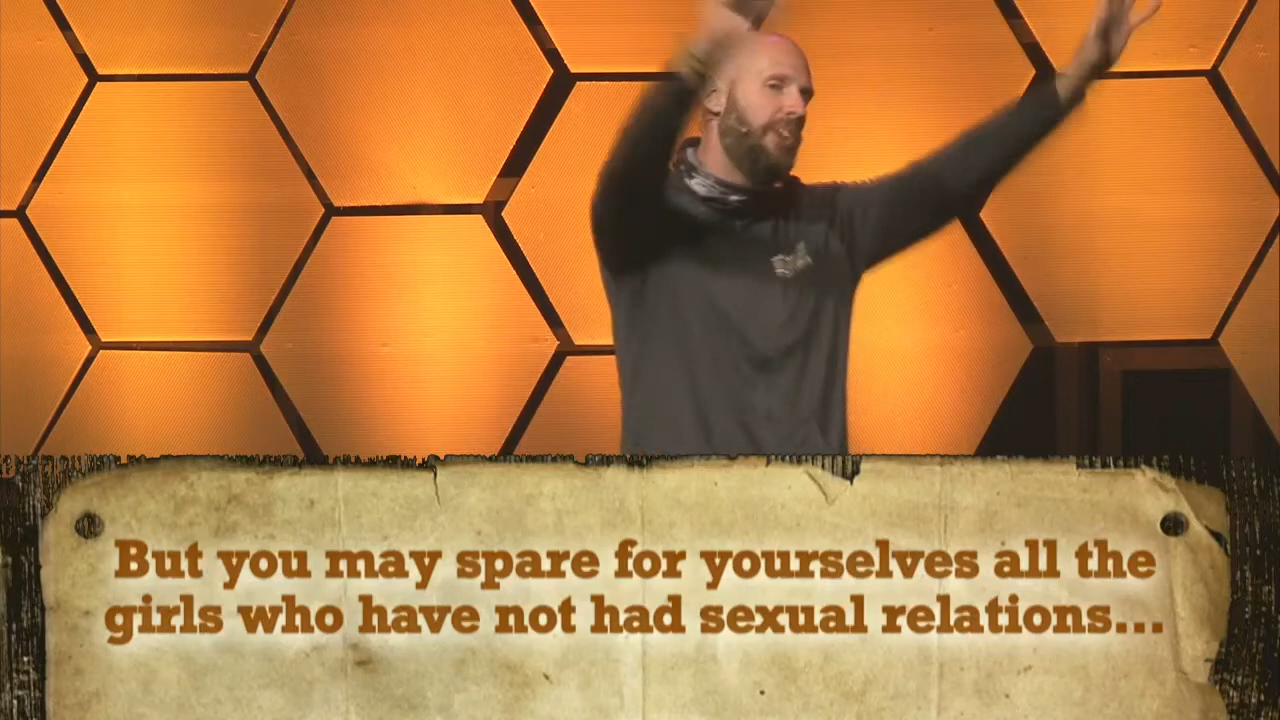 But you may spare for yourselves all the
girls who have not had sexual relations...